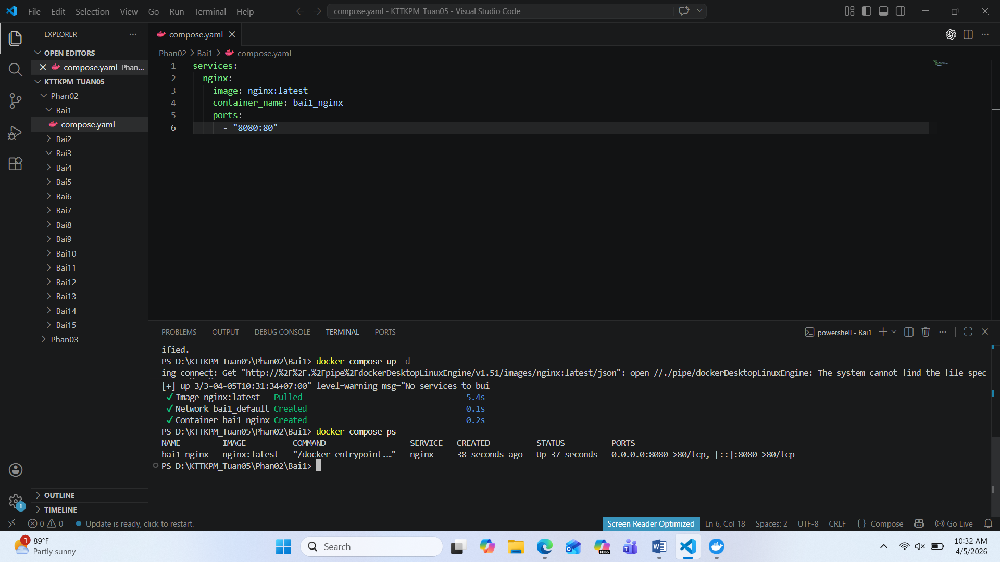 File Edit Selection View Go Run Terminal Help
compose.yaml - KTTKPM_Tuan05 - Visual Studio Code
EXPLORER
OPEN EDITORS
compose.yaml Phan...
KTTKPM_TUAN05
Phan02
Bai1
compose.yaml
Bai2
Bai3
Bai4
Bai5
Bai6
Bai7
Bai8
Bai9
Bai10
Bai11
Bai12
Bai13
Bai14
Bai15
Phan03
OUTLINE
TIMELINE
compose.yaml
Phan02 > Bai1 > compose.yaml
1 services:
2 nginx:
3 image: nginx:latest
4 container_name: bai1_nginx
5 ports:
6 - "8080:80"
PROBLEMS OUTPUT DEBUG CONSOLE TERMINAL PORTS
powershell - Bai1
ified.
PS D:\KTTKPM_Tuan05\Phan02\Bai1> docker compose up -d
ing connect: Get "http://%2F%2F.%2Fpipe%2FdockerDesktopLinuxEngine/v1.51/images/nginx:latest/json": open //./pipe/dockerDesktopLinuxEngine: The system cannot find the file spec
[+] up 3/3-04-05T10:31:34+07:00" level=warning msg="No services to bui
✓ Image nginx:latest Pulled 5.4s
✓ Network bai1_default Created 0.1s
✓ Container bai1_nginx Created 0.2s
PS D:\KTTKPM_Tuan05\Phan02\Bai1> docker compose ps
NAME IMAGE COMMAND SERVICE CREATED STATUS PORTS
bai1_nginx nginx:latest "/docker-entrypoint.…" nginx 38 seconds ago Up 37 seconds 0.0.0.0:8080->80/tcp, [::]:8080->80/tcp
PS D:\KTTKPM_Tuan05\Phan02\Bai1>
1
0 0 Update is ready, click to restart.
Screen Reader Optimized Ln 6, Col 18 Spaces: 2 UTF-8 CRLF { } Compose Go Live
1
89°F
Partly sunny
Search
M365
10:32 AM
4/5/2026